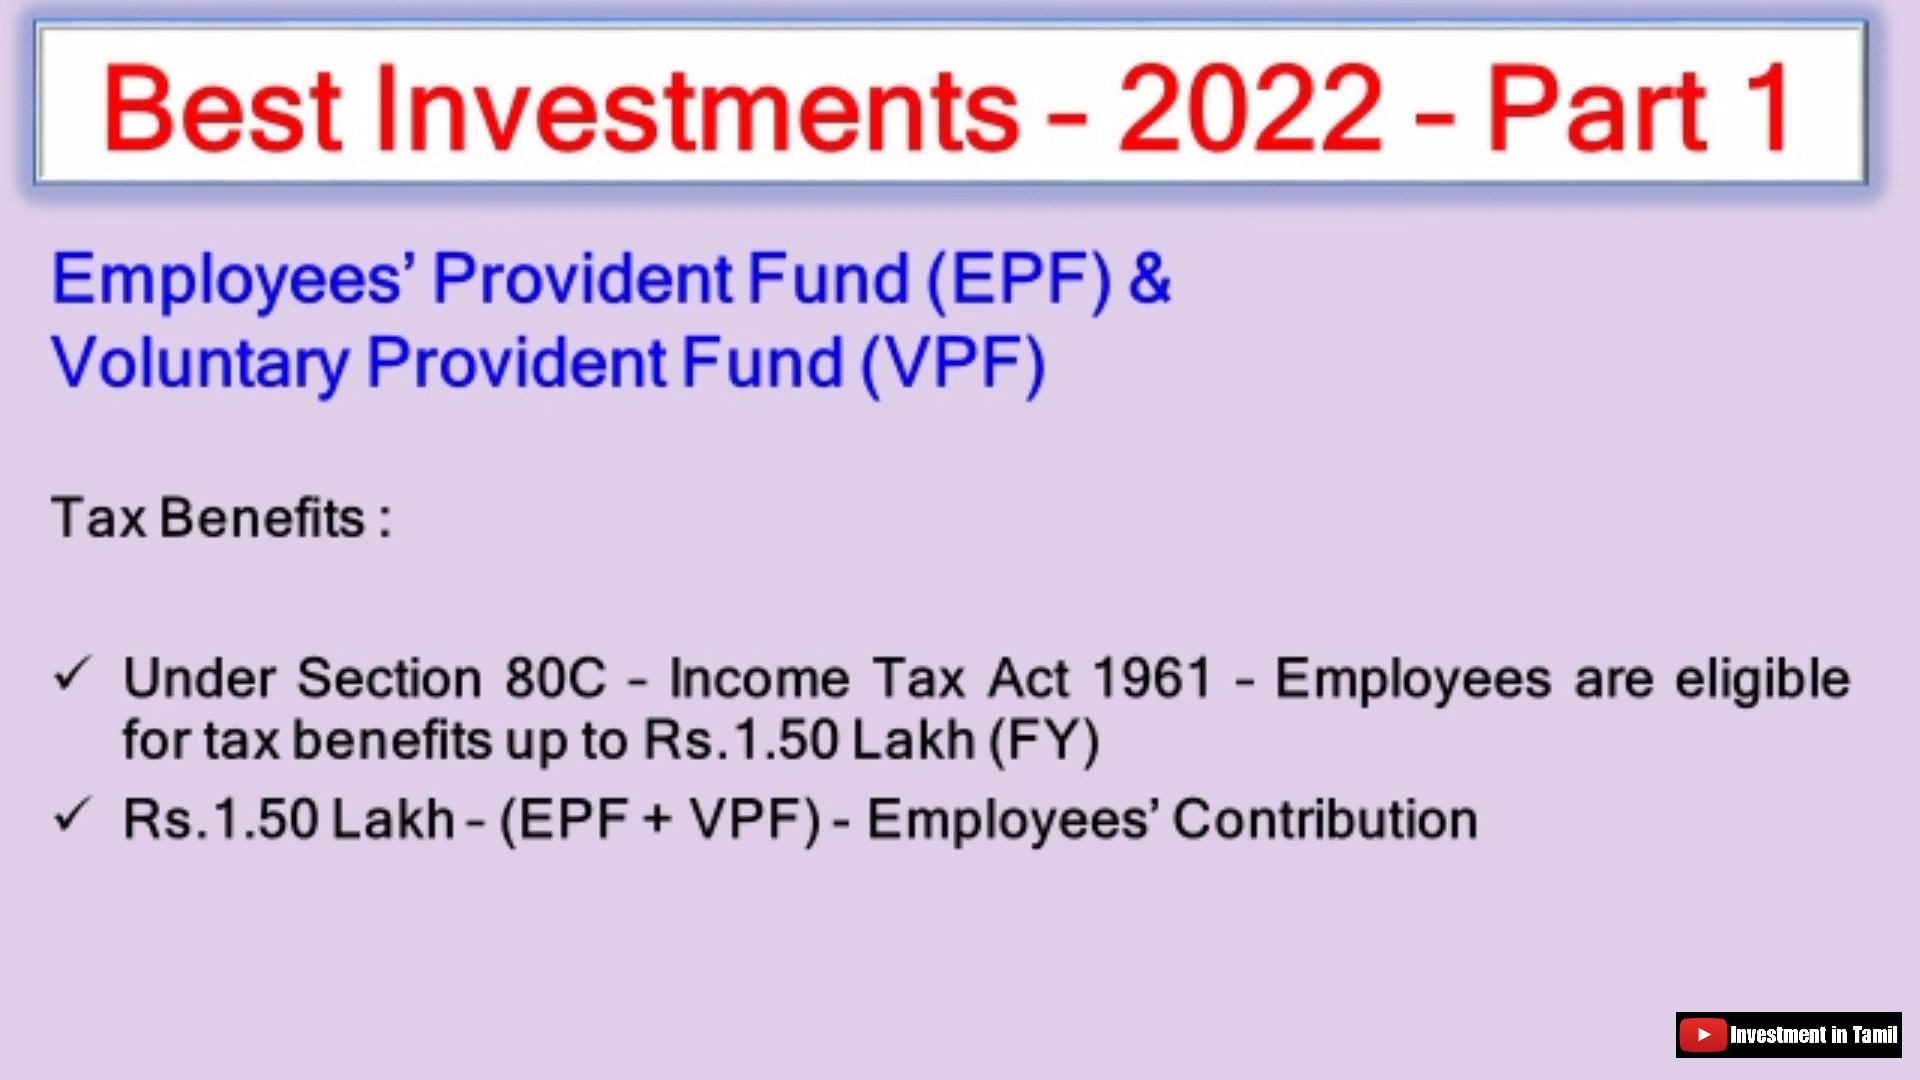 Best Investments - 2022 - Part 1
Employees’ Provident Fund (EPF) &
Voluntary Provident Fund (VPF)
Tax Benefits :
✓ Under Section 80C - Income Tax Act 1961 - Employees are eligible
for tax benefits up to Rs.1.50 Lakh (FY)
✓ Rs.1.50 Lakh - (EPF + VPF) - Employees’ Contribution
Investment in Tamil